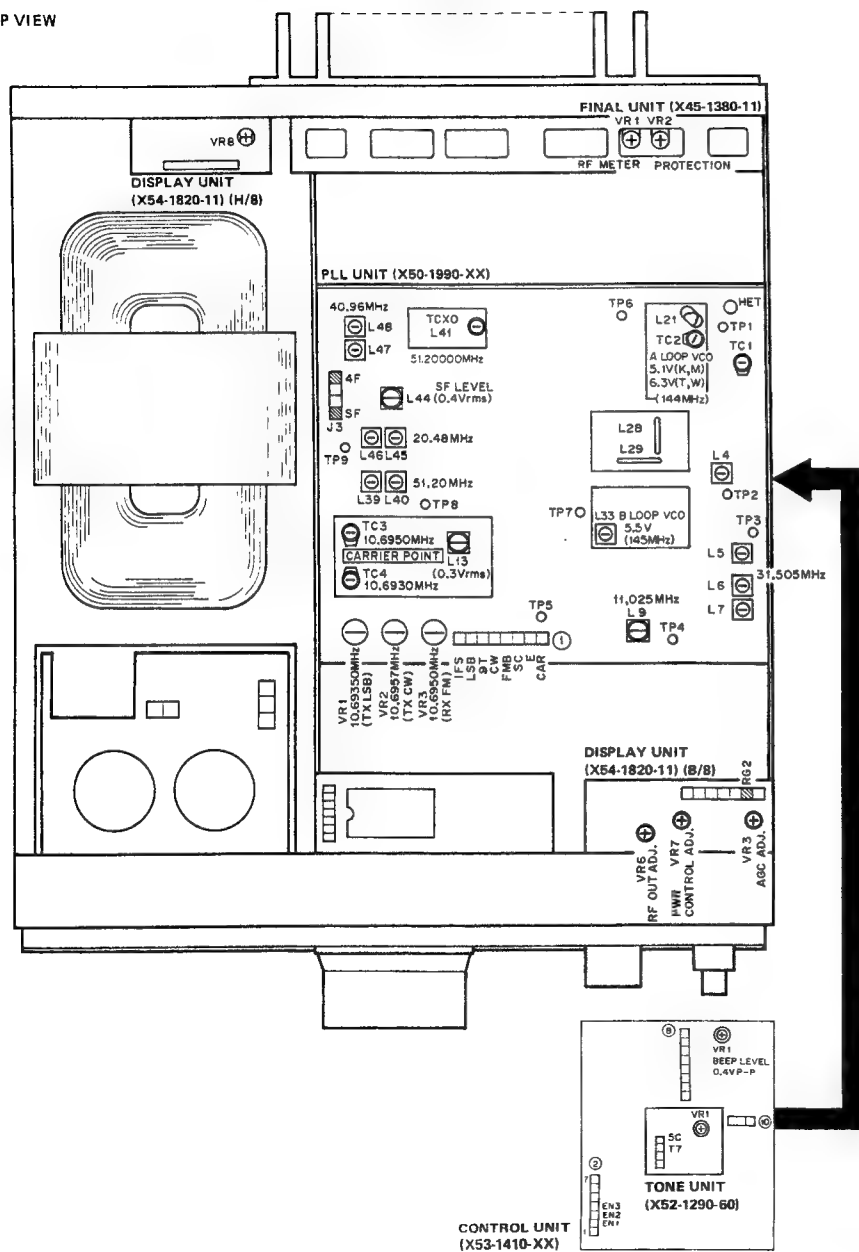 P VIEW
FINAL UNIT (X45-1380-11)
VR1 VR2
RF METER PROTECTION
VR8
DISPLAY UNIT
(X54-1820-11) (H/8)
PLL UNIT (X50-1990-XX)
40.96MHz
L48
L47
TCXO
L41
51.20000MHz
TP6
L21
TC2
A LOOP VCO
5.1V(K,M)
6.3V(T,W)
(144MHz)
HET
TP1
TC1
4F
SF
J3
SF LEVEL
L44 (0.4Vrms)
TP9
L46 L45
20.48MHz
L39 L40
51.20MHz
TP8
L28
L29
L4
TP2
TP3
TP7
L33 B LOOP VCO
5.5V
(145MHz)
TC3
10.6950MHz
CARRIER POINT
TC4
10.6930MHz
L13
(0.3Vrms)
L5
L6
L7
31.505MHz
11.025MHz
L9
TP4
TP5
VR1
10.69350MHz
(TX LSB)
VR2
10.6957MHz
(TX CW)
VR3
10.6950MHz
(RX FM)
IFS
LSB
9T
CW
FMB
SC
E
CAR
①
DISPLAY UNIT
(X54-1820-11) (B/8)
RG2
VR6
RF OUT ADJ.
VR7
PWR
CONTROL ADJ.
VR3
AGC ADJ.
⑧
VR1
BEEP LEVEL
0.4VP-P
VR1
⑩
SC
T7
②
7
EN3
EN2
EN1
1
TONE UNIT
(X52-1290-60)
CONTROL UNIT
(X53-1410-XX)